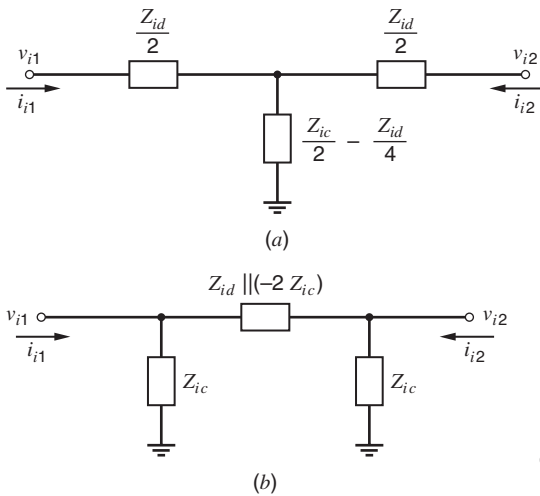 Z_id/2 Z_id/2
v_i1 v_i2
i_i1 i_i2
Z_ic/2 − Z_id/4
(a)
Z_id ||(−2 Z_ic)
v_i1 v_i2
i_i1 i_i2
Z_ic Z_ic
(b)